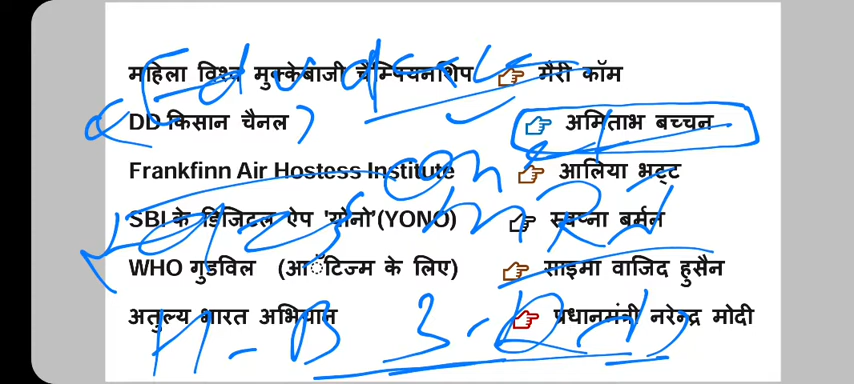 महिला विश्व मुक्केबाजी चैम्पियनशिप 👉 मैरी कॉम
DD किसान चैनल 👉 अमिताभ बच्चन
Frankfinn Air Hostess Institute 👉 आलिया भट्ट
SBI के डिजिटल ऐप 'योनो'(YONO) 👉 स्वप्ना बर्मन
WHO गुडविल (आॅटिज्म के लिए) 👉 साइमा वाजिद हुसैन
अतुल्य भारत अभियान 👉 प्रधानमंत्री नरेन्द्र मोदी